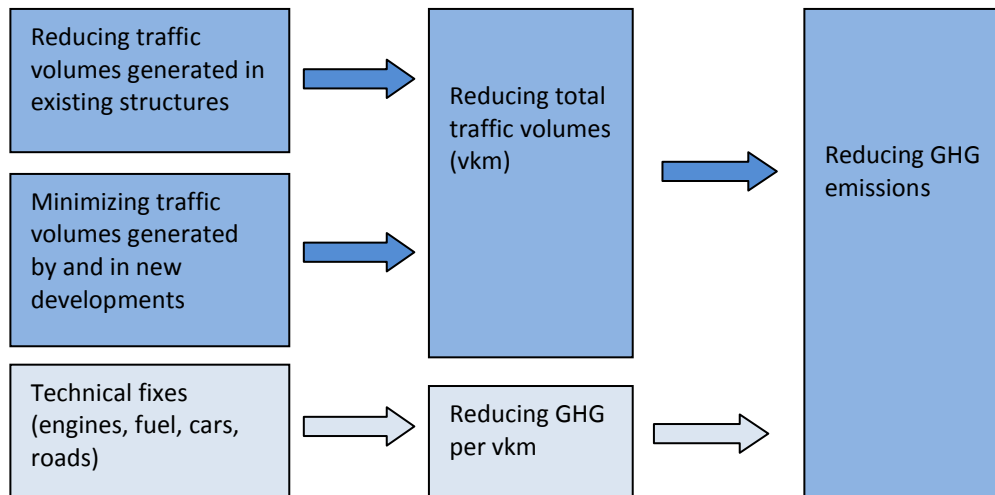 Reducing traffic
volumes generated in
existing structures
Minimizing traffic
volumes generated
by and in new
developments
Technical fixes
(engines, fuel, cars,
roads)
Reducing total
traffic volumes
(vkm)
Reducing GHG
per vkm
Reducing GHG
emissions